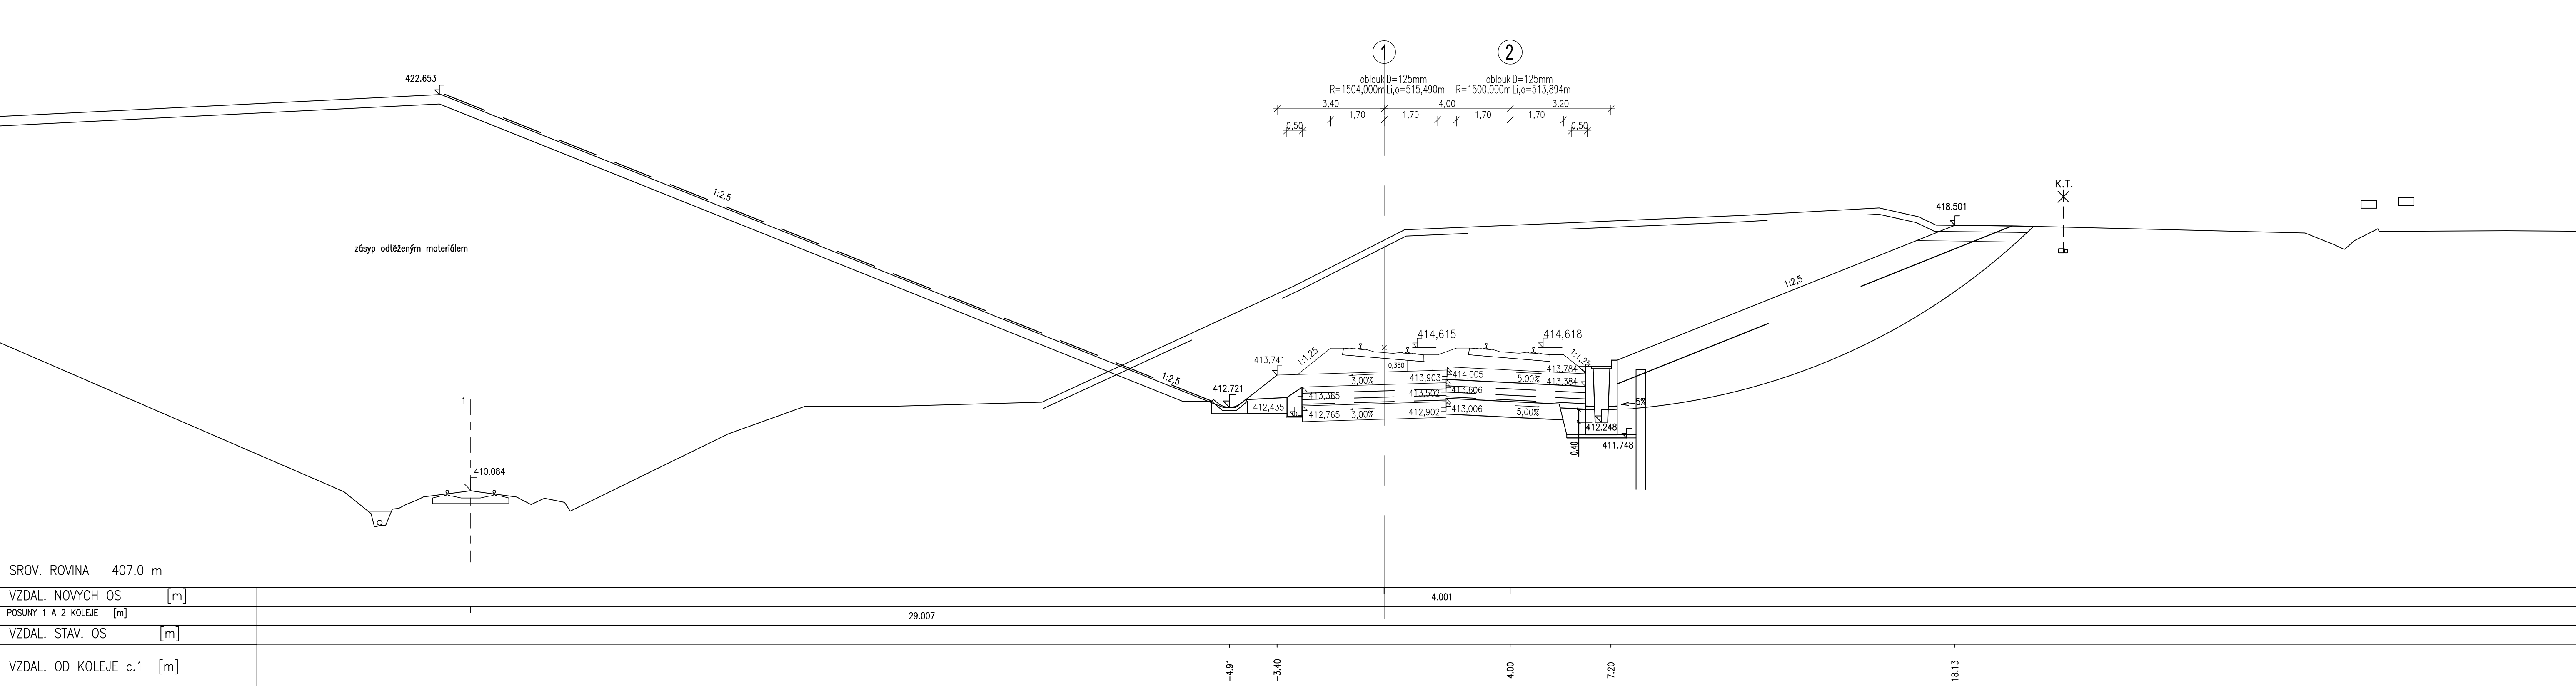 1 2
oblouk D=125mm oblouk D=125mm
R=1504,000m Li,o=515,490m R=1500,000m Li,o=513,894m
3,40 4,00 3,20
1,70 1,70 1,70 1,70
0,50 0,50
422.653
1:2,5
zásyp odtěženým materiálem
K.T.
418.501
1:2,5
414,615 414,618
413,741 1:1,25 1:1,25
0,350
1:2,5
3,00% 413,903 414,005 5,00% 413,784
413,384
412.721
413,365 413,502 413,606
412,435
412,765 3,00% 412,902 413,006 5,00%
5%
412.248
0,40
411.748
1
410.084
SROV. ROVINA 407.0 m
VZDAL. NOVÝCH OS [m] 4.001
POSUNY 1 A 2 KOLEJE [m] 29.007
VZDAL. STAV. OS [m]
VZDAL. OD KOLEJE c.1 [m] -4.91 -3.40 4.00 7.20 18.13